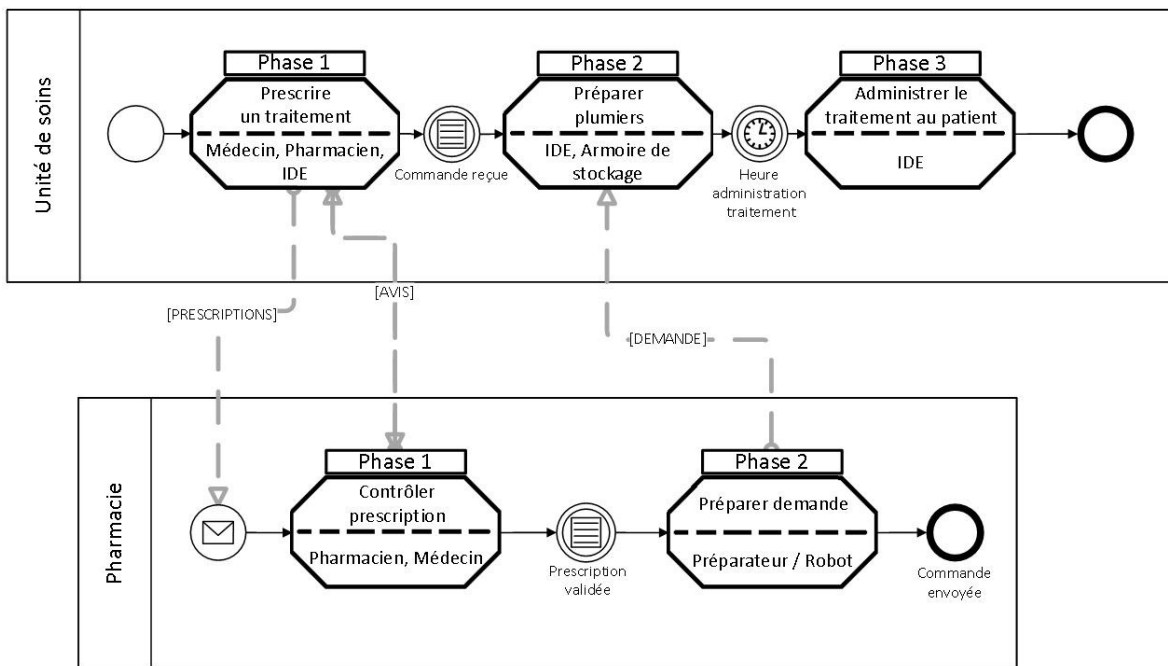 Unité de soins
Phase 1
Prescrire
un traitement
Médecin, Pharmacien,
IDE
Commande reçue
Phase 2
Préparer
plumiers
IDE, Armoire de
stockage
Heure
administration
traitement
Phase 3
Administrer le
traitement au patient
IDE
[PRESCRIPTIONS]
[AVIS]
[DEMANDE]
Pharmacie
Phase 1
Contrôler
prescription
Pharmacien, Médecin
Prescription
validée
Phase 2
Préparer demande
Préparateur / Robot
Commande
envoyée